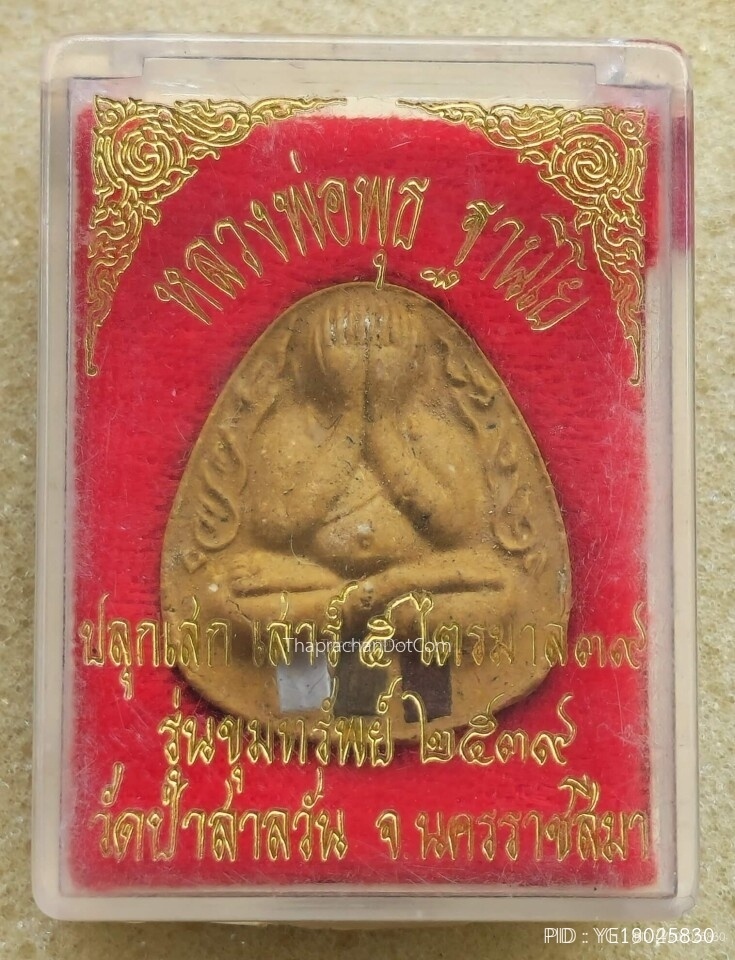 หลวงพ่อพุธ ฐานิโย
ปลุกเสก เสาร์ ๕ ไตรมาส๓๙
ThaprachanDotCom
รุ่นขุมทรัพย์ ๒๕๓๙
วัดป่าสาลวัน จ.นครราชสีมา
PID : YE19025830